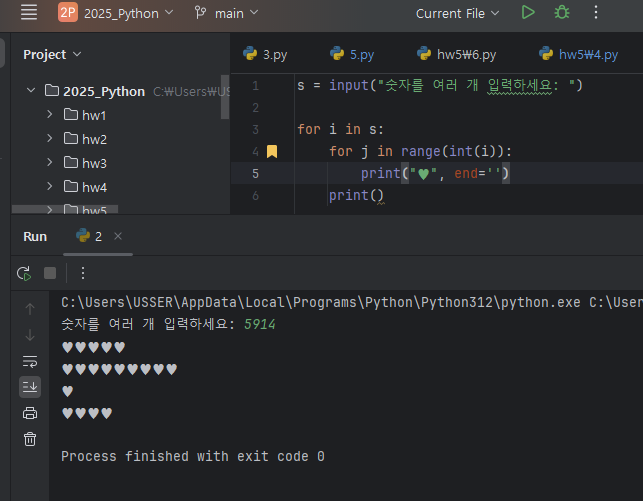 2P 2025_Python main Current File
Project 3.py 5.py hw5₩6.py hw5₩4.py
2025_Python C:₩Users₩US
hw1
hw2
hw3
hw4
hw5
1 s = input("숫자를 여러 개 입력하세요: ")
2
3 for i in s:
4 for j in range(int(i)):
5 print("♥", end='')
6 print()
Run 2
C:\Users\USSER\AppData\Local\Programs\Python\Python312\python.exe C:\User
숫자를 여러 개 입력하세요: 5914
♥♥♥♥♥
♥♥♥♥♥♥♥♥♥
♥
♥♥♥♥
Process finished with exit code 0